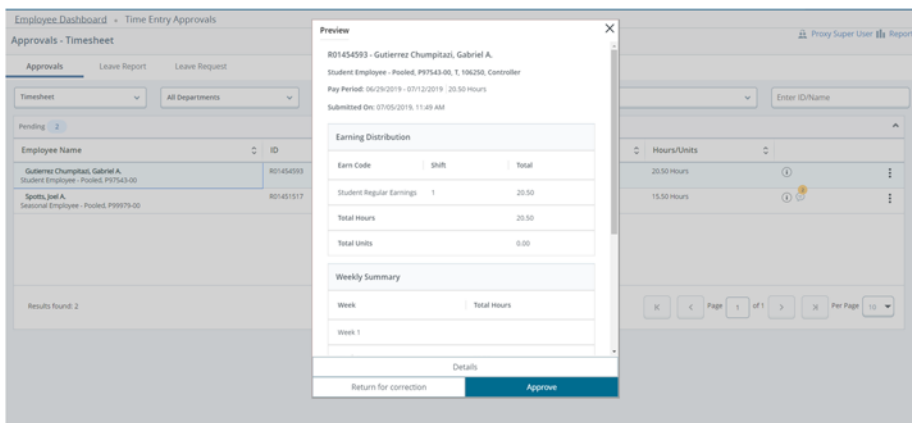 Employee Dashboard • Time Entry Approvals
Approvals - Timesheet
Proxy Super User Report
Approvals Leave Report Leave Request
Timesheet All Departments Enter ID/Name
Pending 2
Employee Name ID Hours/Units
Gutierrez Chumpitazi, Gabriel A. R01454593 20.50 Hours
Student Employee - Pooled, P97543-00
Spotts, Joel A. R01451517 15.50 Hours
Seasonal Employee - Pooled, P99979-00
Results found: 2 Page 1 of 1 Per Page 10
Preview
R01454593 - Gutierrez Chumpitazi, Gabriel A.
Student Employee - Pooled, P97543-00, T, 106250, Controller
Pay Period: 06/29/2019 - 07/12/2019 20.50 Hours
Submitted On: 07/05/2019, 11:49 AM
Earning Distribution
Earn Code Shift Total
Student Regular Earnings 1 20.50
Total Hours 20.50
Total Units 0.00
Weekly Summary
Week Total Hours
Week 1
Details
Return for correction Approve